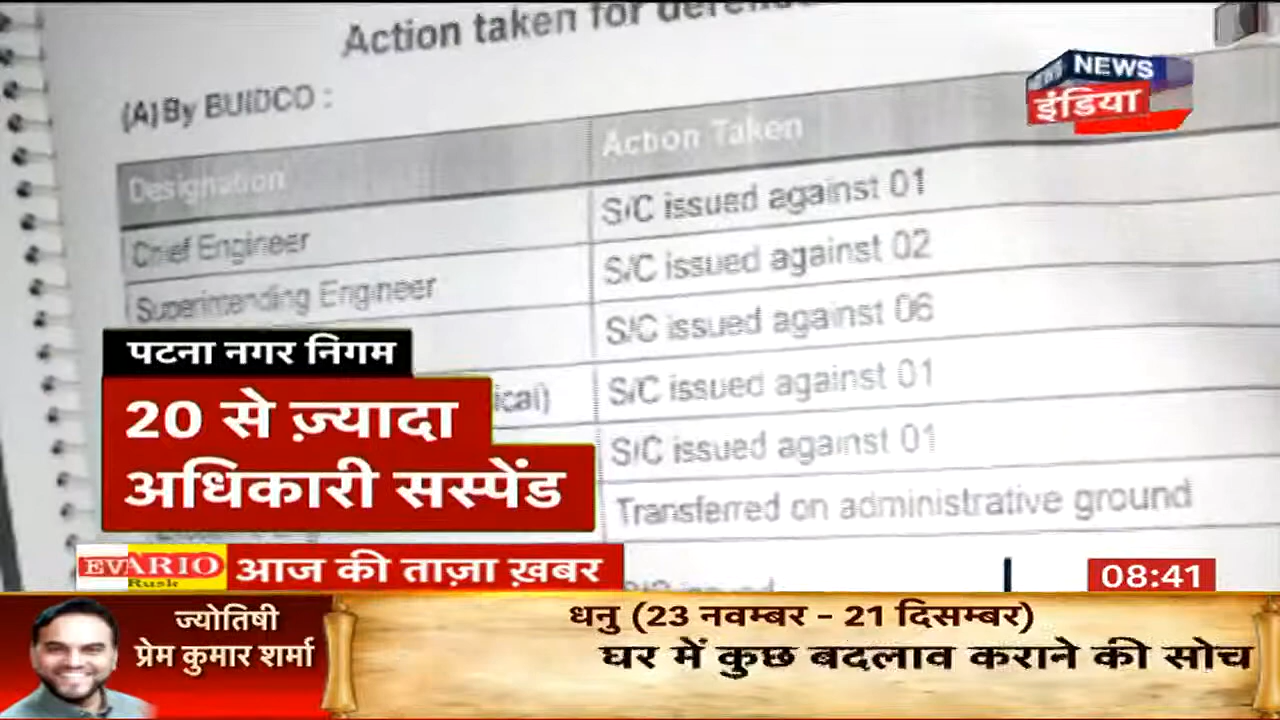 Action taken for
(A) By BUIDCO :
NEWS
इंडिया
Designation
Action Taken
Chief Engineer
S/C issued against 01
Superintending Engineer
S/C issued against 02
S/C issued against 06
S/C issued against 01
S/C issued against 01
Transferred on administrative ground
पटना नगर निगम
20 से ज़्यादा
अधिकारी सस्पेंड
EVARIO
Rusk
आज की ताज़ा ख़बर
08:41
ज्योतिषी
प्रेम कुमार शर्मा
धनु (23 नवम्बर - 21 दिसम्बर)
घर में कुछ बदलाव कराने की सोच